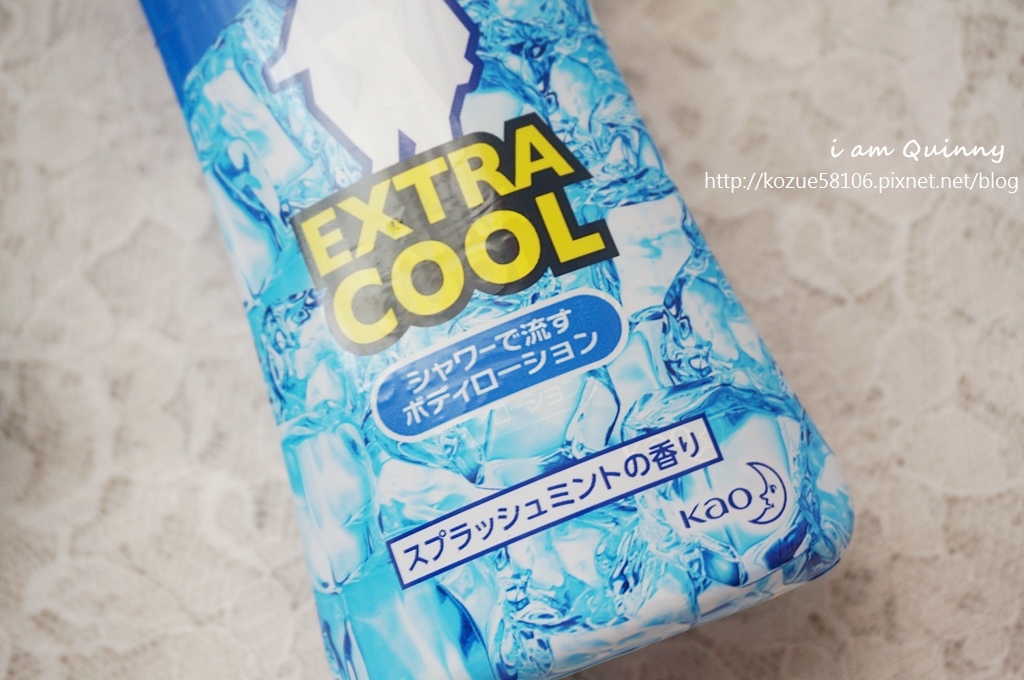 i am Quinny
http://kozue58106.pixnet.net/blog
EXTRA
COOL
シャワーで流す
ボディローション
スプラッシュミントの香り
Kao